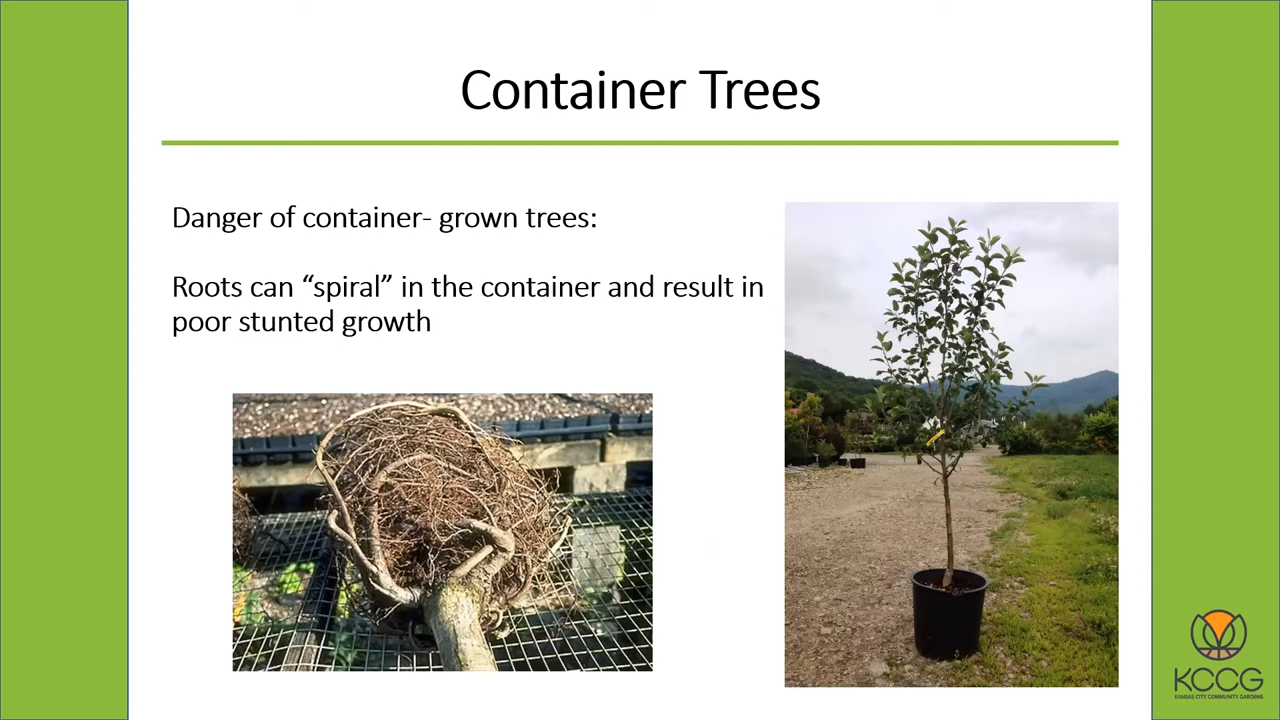 Container Trees
Danger of container- grown trees:
Roots can “spiral” in the container and result in
poor stunted growth
KCCG
KANSAS CITY COMMUNITY GARDENS